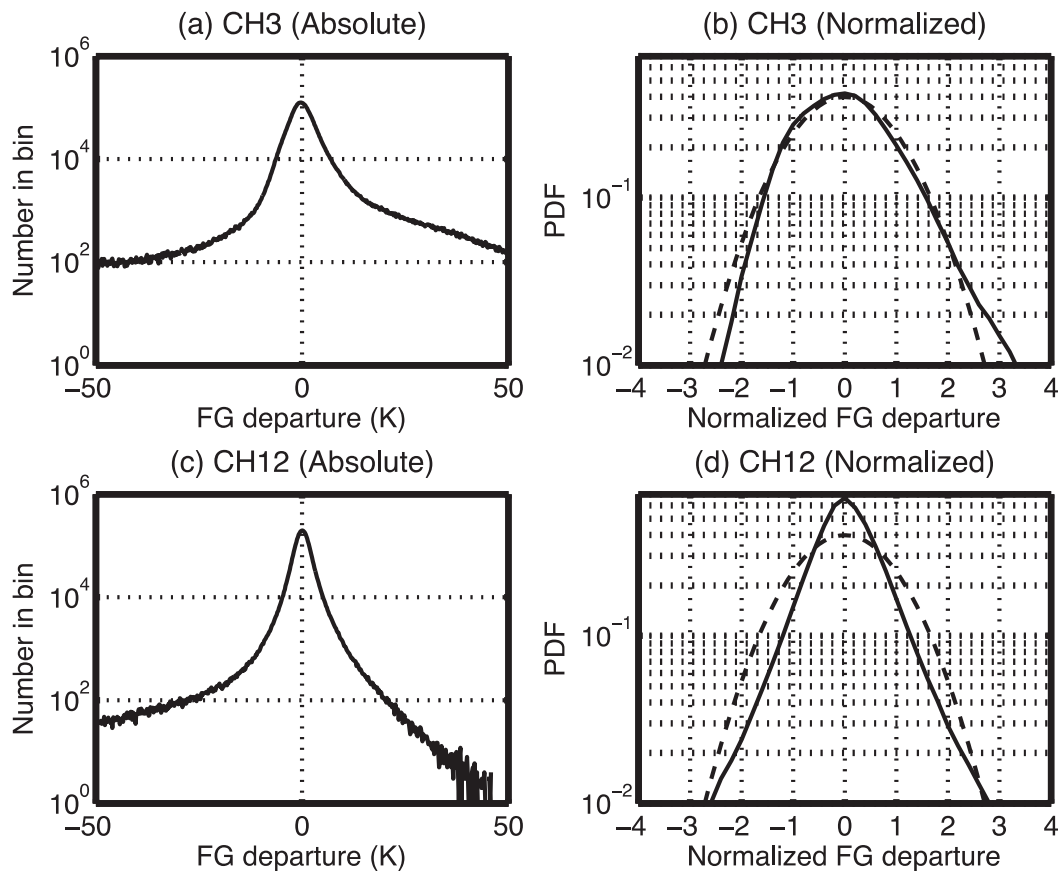 (a) CH3 (Absolute)
10^6
10^4
10^2
10^0
Number in bin
−50 0 50
FG departure (K)
(b) CH3 (Normalized)
10^−1
10^−2
PDF
−4 −3 −2 −1 0 1 2 3 4
Normalized FG departure
(c) CH12 (Absolute)
10^6
10^4
10^2
10^0
Number in bin
−50 0 50
FG departure (K)
(d) CH12 (Normalized)
10^−1
10^−2
PDF
−4 −3 −2 −1 0 1 2 3 4
Normalized FG departure